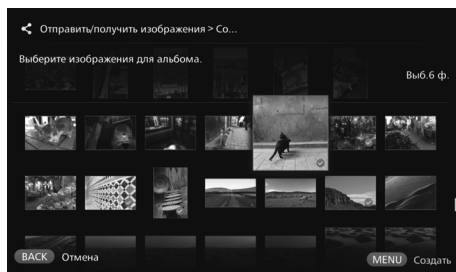 Отправить/получить изображения > Со...
Выберите изображения для альбома.
Выб.6 ф.
BACK Отмена
MENU Создать